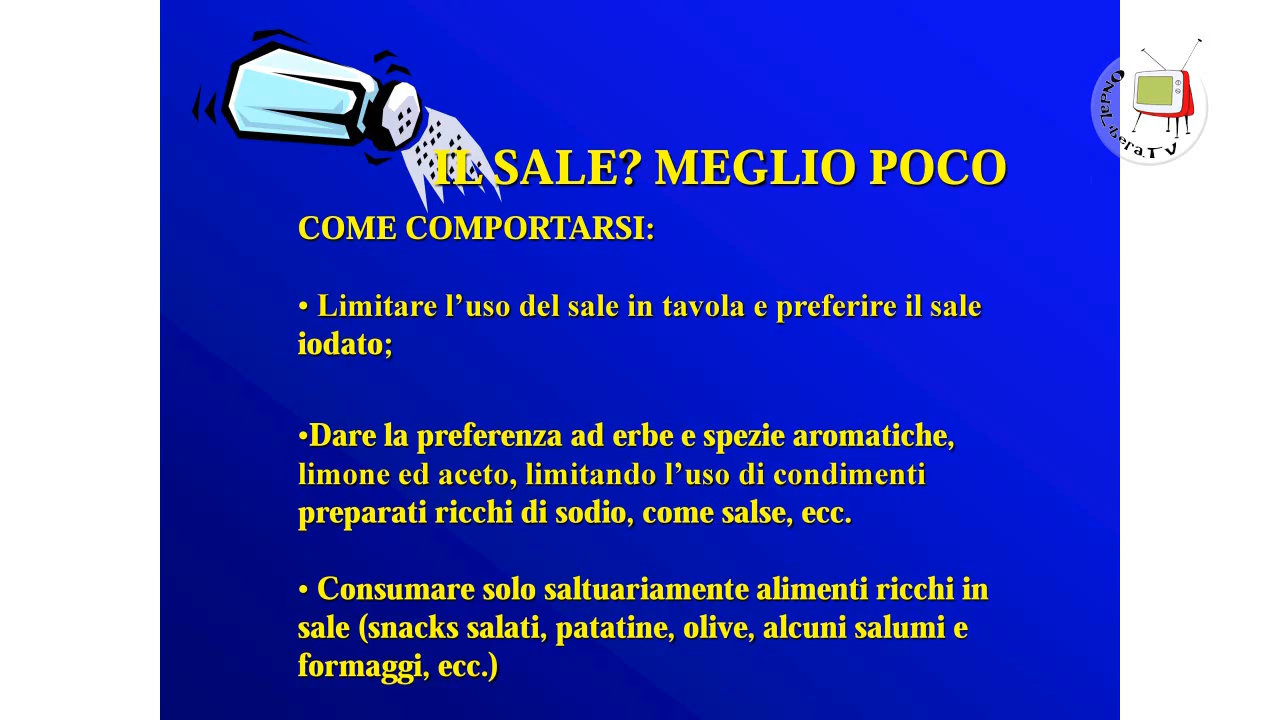 IL SALE? MEGLIO POCO
COME COMPORTARSI:
• Limitare l’uso del sale in tavola e preferire il sale
iodato;
•Dare la preferenza ad erbe e spezie aromatiche,
limone ed aceto, limitando l’uso di condimenti
preparati ricchi di sodio, come salse, ecc.
• Consumare solo saltuariamente alimenti ricchi in
sale (snacks salati, patatine, olive, alcuni salumi e
formaggi, ecc.)
OndaLibera.TV